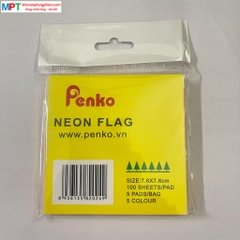 MPT
Penko
NEON FLAG
www.penko.vn
SIZE:7.6X7.6cm
100 SHEETS/PAD
5 PADS/BAG
5 COLOUR